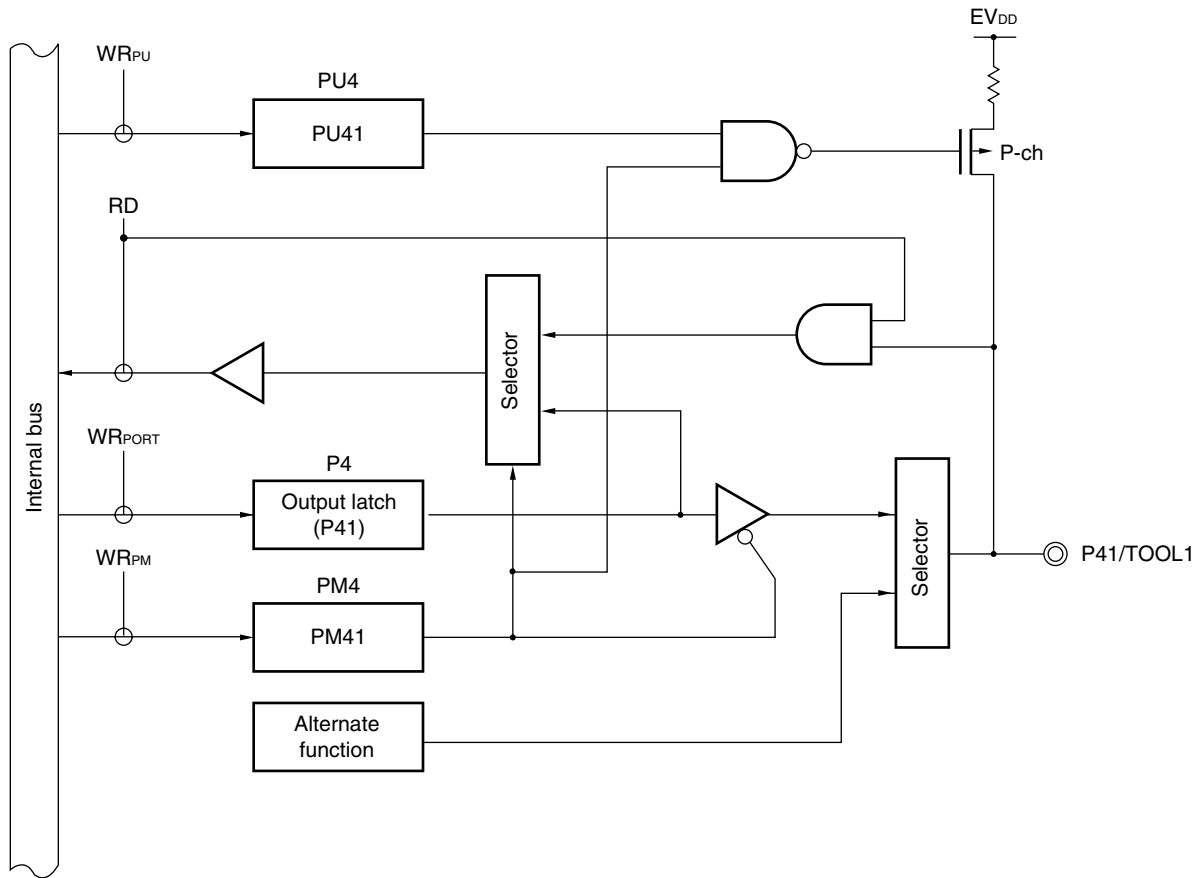 EVDD
WRPU
PU4
PU41
P-ch
RD
Selector
Internal bus
WRPORT
P4
Output latch
(P41)
Selector
P41/TOOL1
WRPM
PM4
PM41
Alternate
function